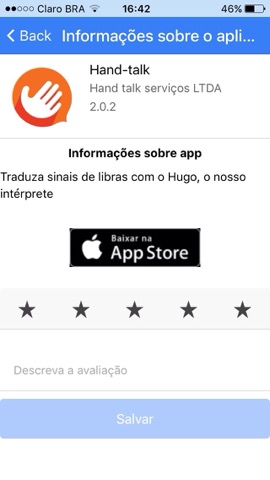 Claro BRA 16:42 46%
Back Informações sobre o apli...
Hand-talk
Hand talk serviços LTDA
2.0.2
Informações sobre app
Traduza sinais de libras com o Hugo, o nosso
intérprete
Baixar na
App Store
Descreva a avaliação
Salvar